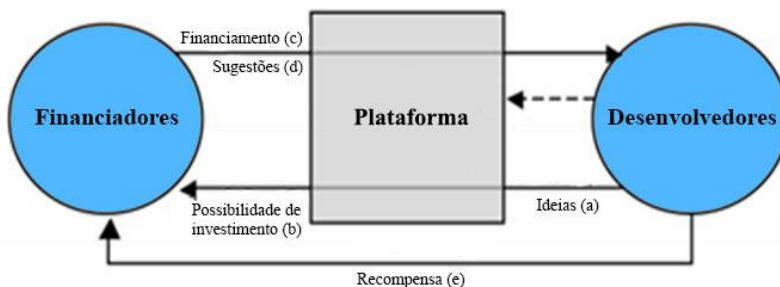 Financiamento (c)
Sugestões (d)
Financiadores
Plataforma
Desenvolvedores
Possibilidade de
investimento (b)
Ideias (a)
Recompensa (e)